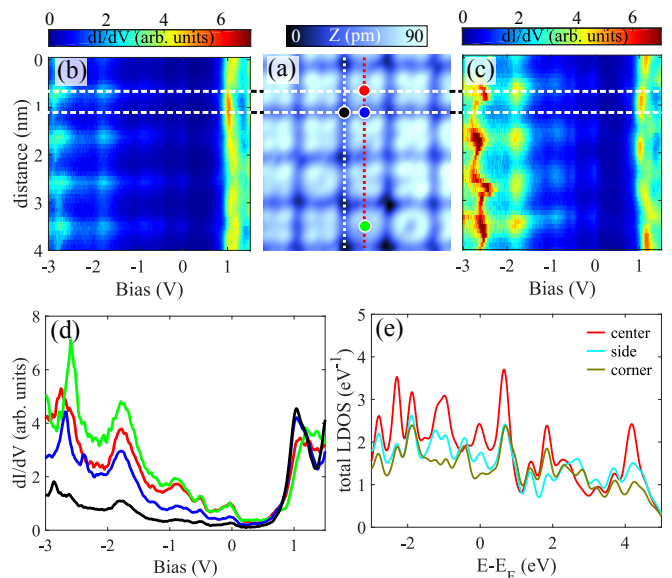 0 2 4 6
dI/dV (arb. units)
0 Z (pm) 90
0 2 4 6
dI/dV (arb. units)
(b)
(a)
(c)
distance (nm)
0
1
2
3
4
-3 -2 -1 0 1
Bias (V)
-3 -2 -1 0 1
Bias (V)
(d)
dI/dV (arb. units)
8
6
4
2
0
-3 -2 -1 0 1
Bias (V)
(e)
total LDOS (eV⁻¹)
5
4
3
2
1
0
center
side
corner
-2 0 2 4
E-E_F (eV)